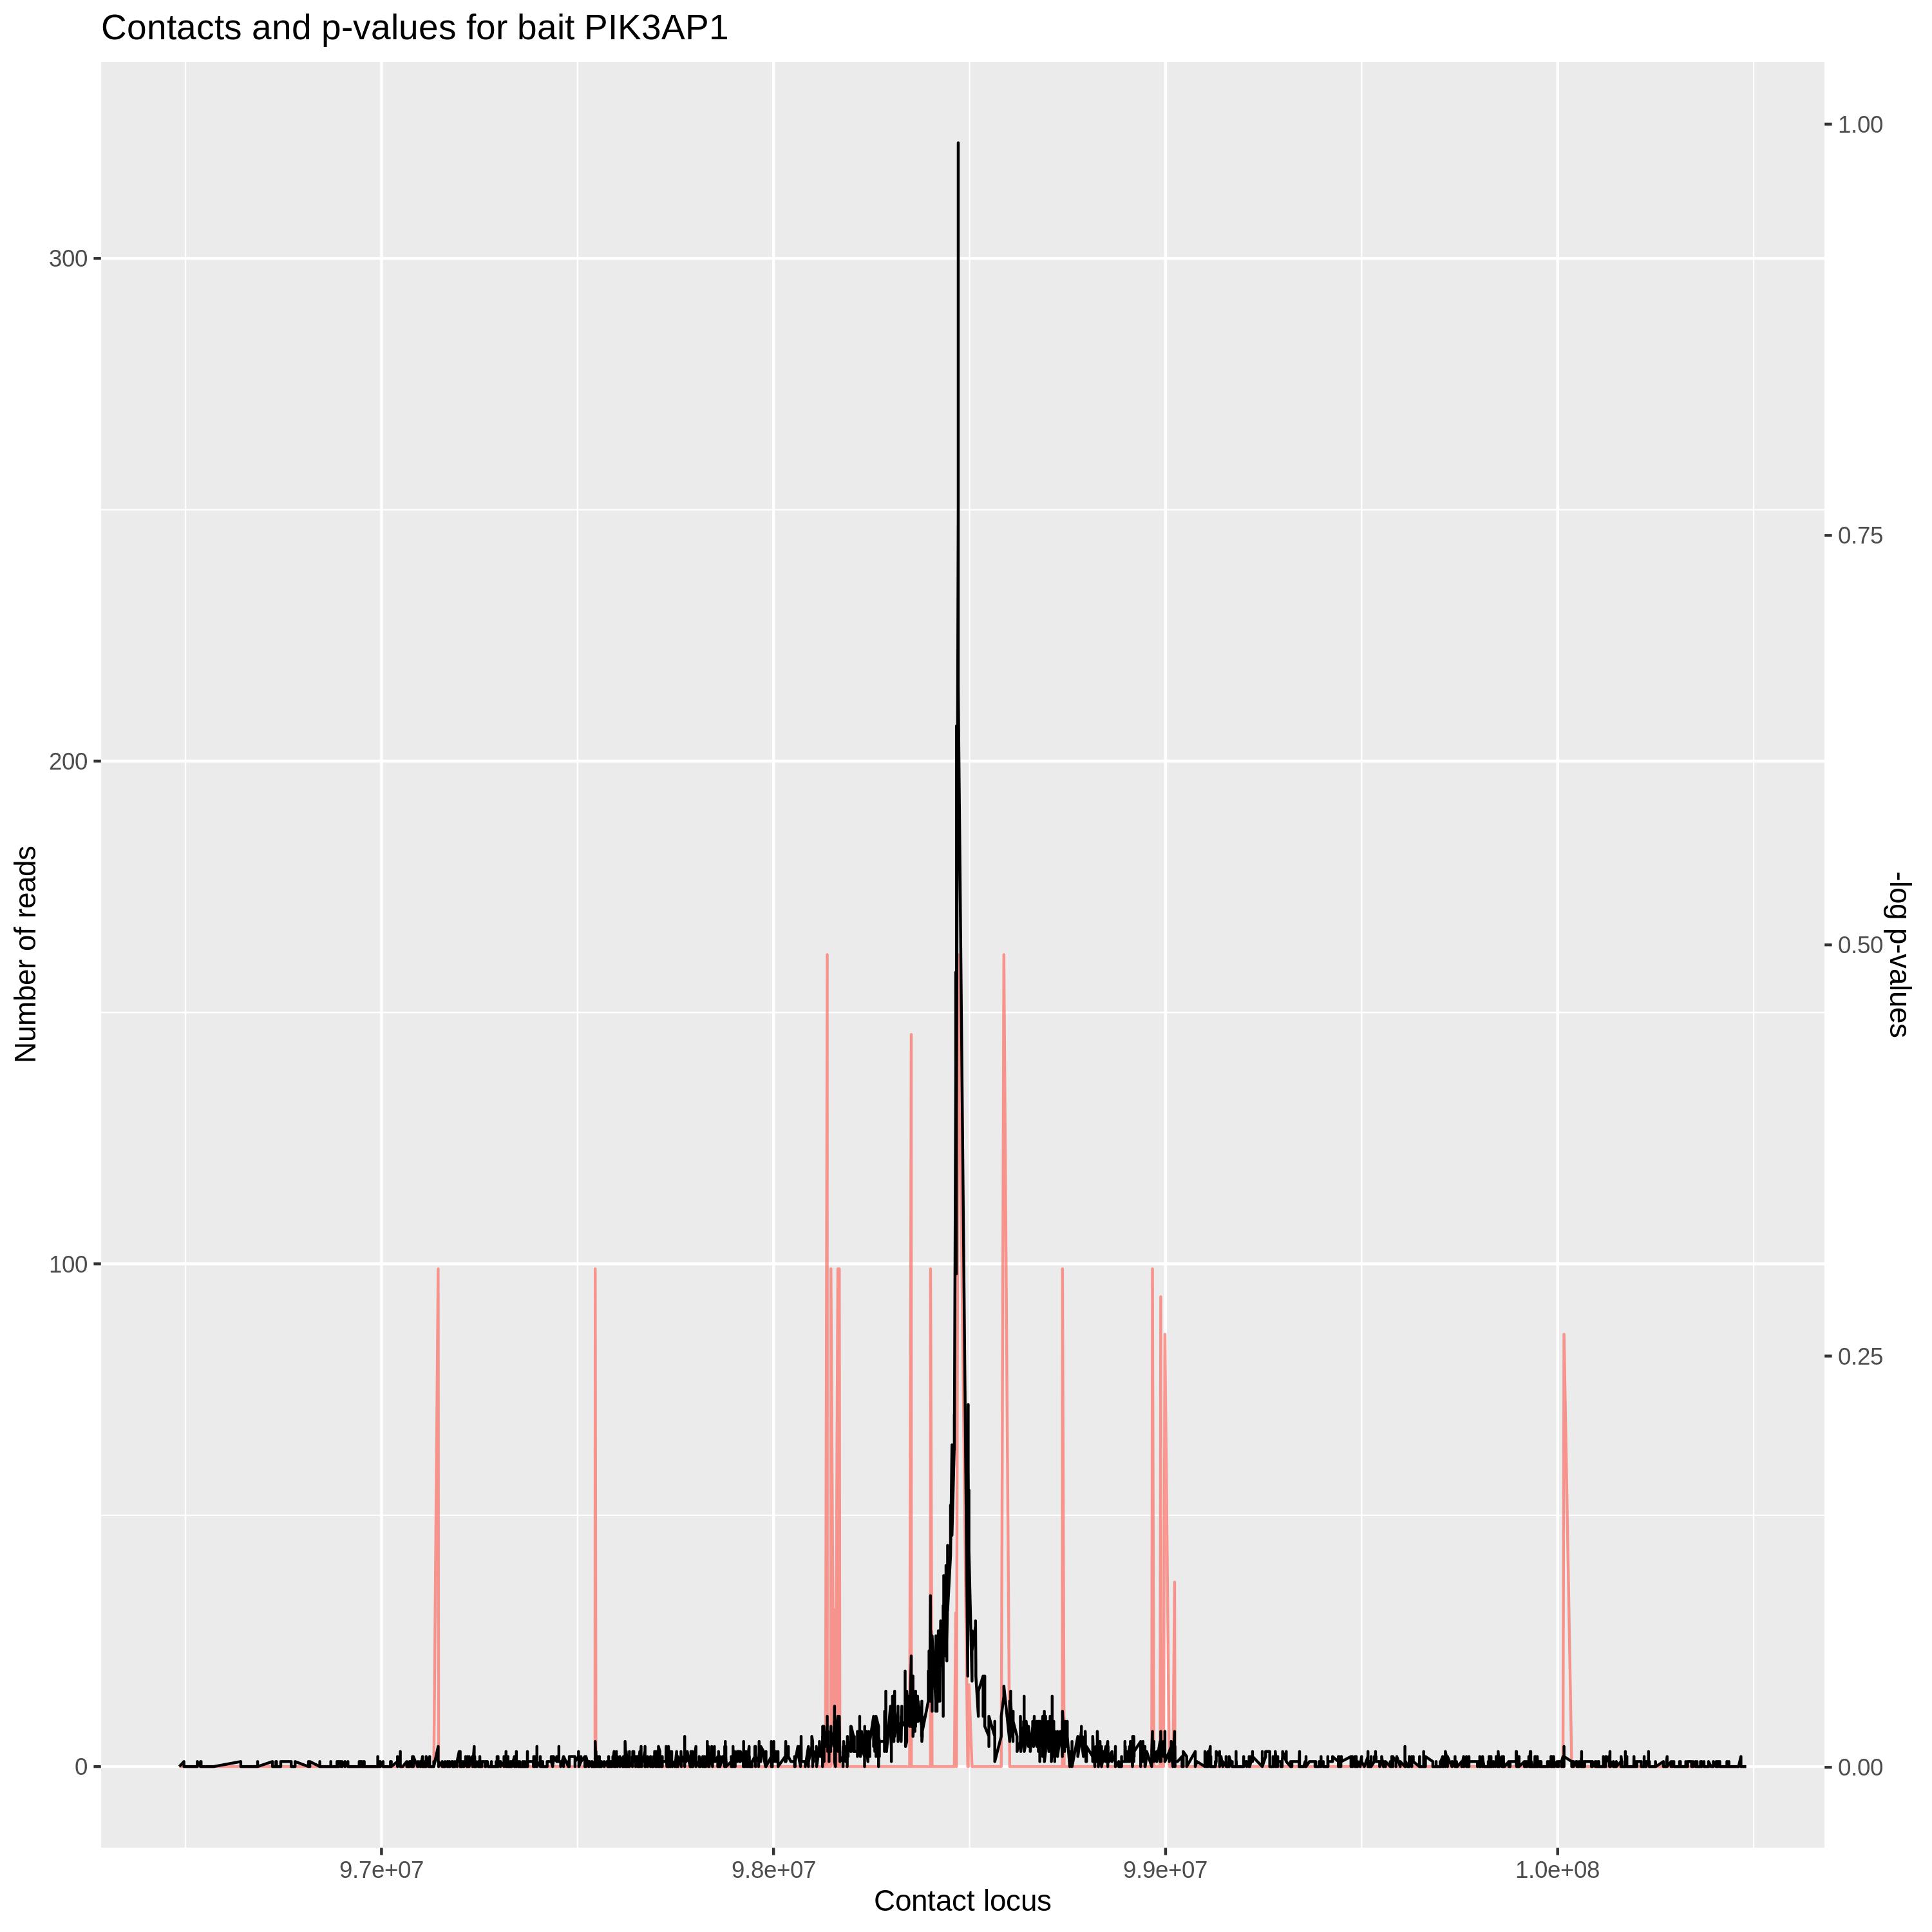 Contacts and p-values for bait PIK3AP1
300
200
100
0
Number of reads
1.00
0.75
0.50
0.25
0.00
-log p-values
9.7e+07
9.8e+07
9.9e+07
1.0e+08
Contact locus